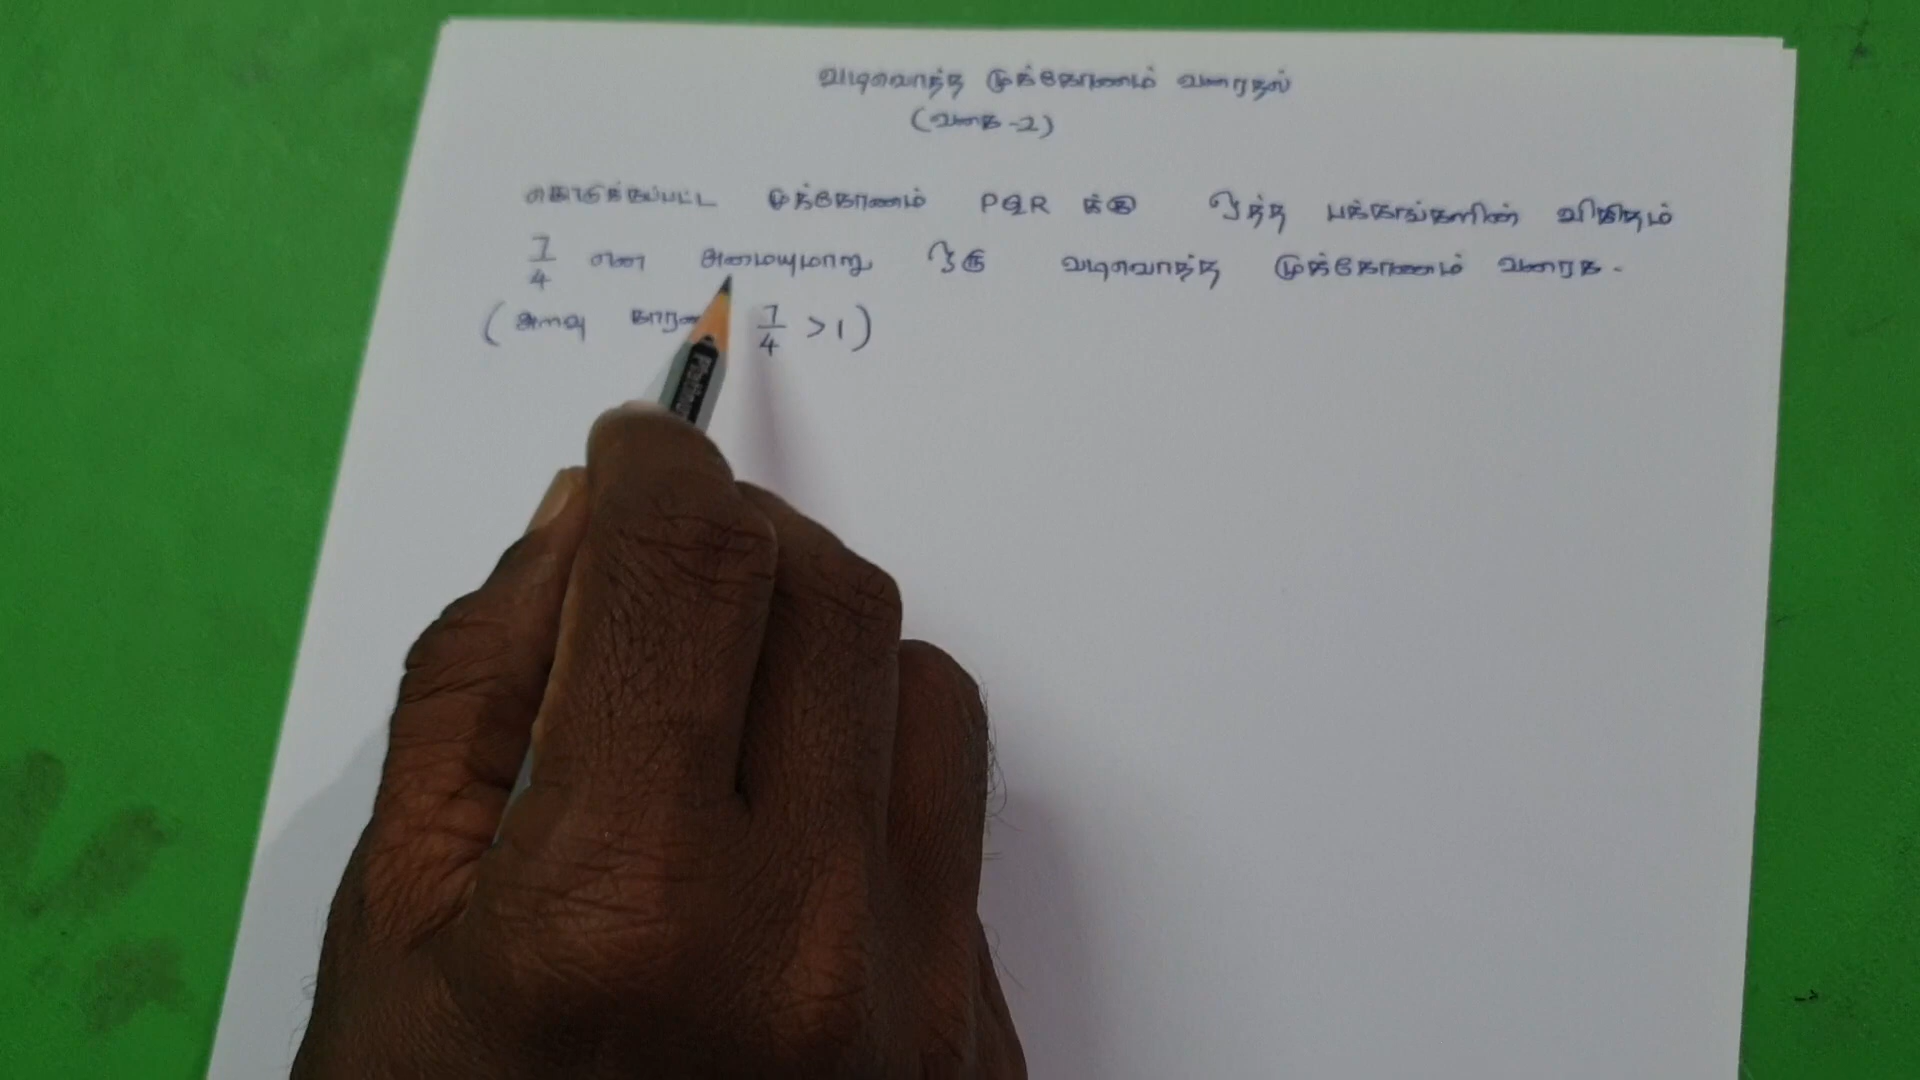 வடிவொத்த முக்கோணம் வரைதல்
(வகை -2)
கொடுக்கப்பட்ட முக்கோணம் PQR க்கு ஒத்த பக்கங்களின் விகிதம்
7/4 என அமையுமாறு ஒரு வடிவொத்த முக்கோணம் வரைக.
(அளவு காரணி 7/4 >1)